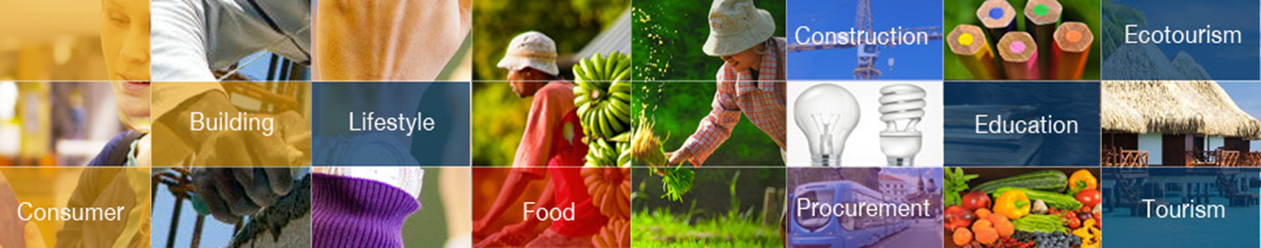 Construction
Ecotourism
Building
Lifestyle
Education
Consumer
Food
Procurement
Tourism